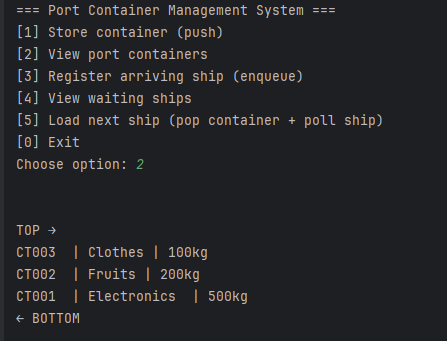 === Port Container Management System ===
[1] Store container (push)
[2] View port containers
[3] Register arriving ship (enqueue)
[4] View waiting ships
[5] Load next ship (pop container + poll ship)
[0] Exit
Choose option: 2
TOP →
CT003  | Clothes | 100kg
CT002  | Fruits | 200kg
CT001  | Electronics  | 500kg
← BOTTOM